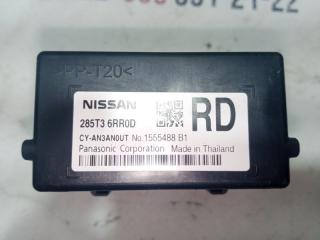 >PP-T20<
NISSAN
285T3 6RR0D
RD
CY-AN3AN0UT No.1555488 B1
Panasonic Corporation Made in Thailand